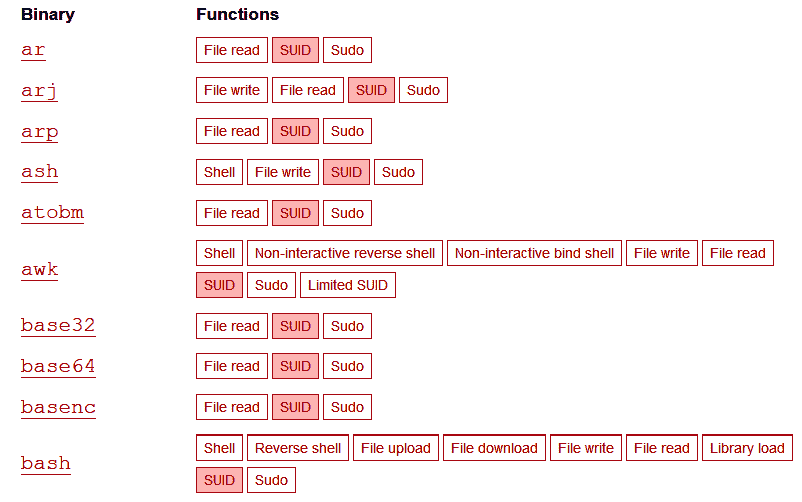 Binary Functions
ar File read SUID Sudo
arj File write File read SUID Sudo
arp File read SUID Sudo
ash Shell File write SUID Sudo
atobm File read SUID Sudo
awk Shell Non-interactive reverse shell Non-interactive bind shell File write File read
SUID Sudo Limited SUID
base32 File read SUID Sudo
base64 File read SUID Sudo
basenc File read SUID Sudo
bash Shell Reverse shell File upload File download File write File read Library load
SUID Sudo